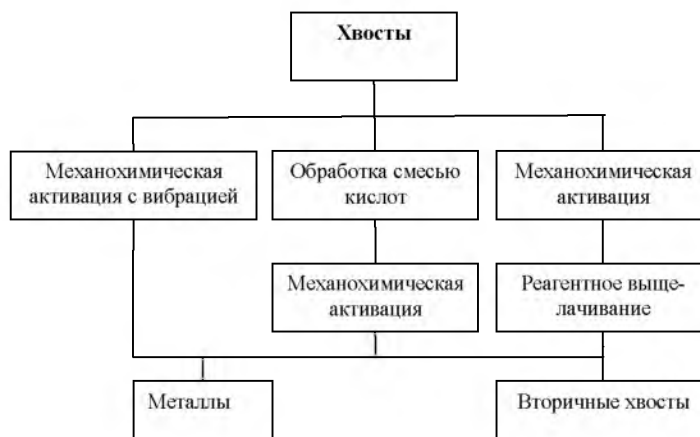 Хвосты
Механохимическая
активация с вибрацией
Обработка смесью
кислот
Механохимическая
активация
Механохимическая
активация
Реагентное выще-
лачивание
Металлы
Вторичные хвосты